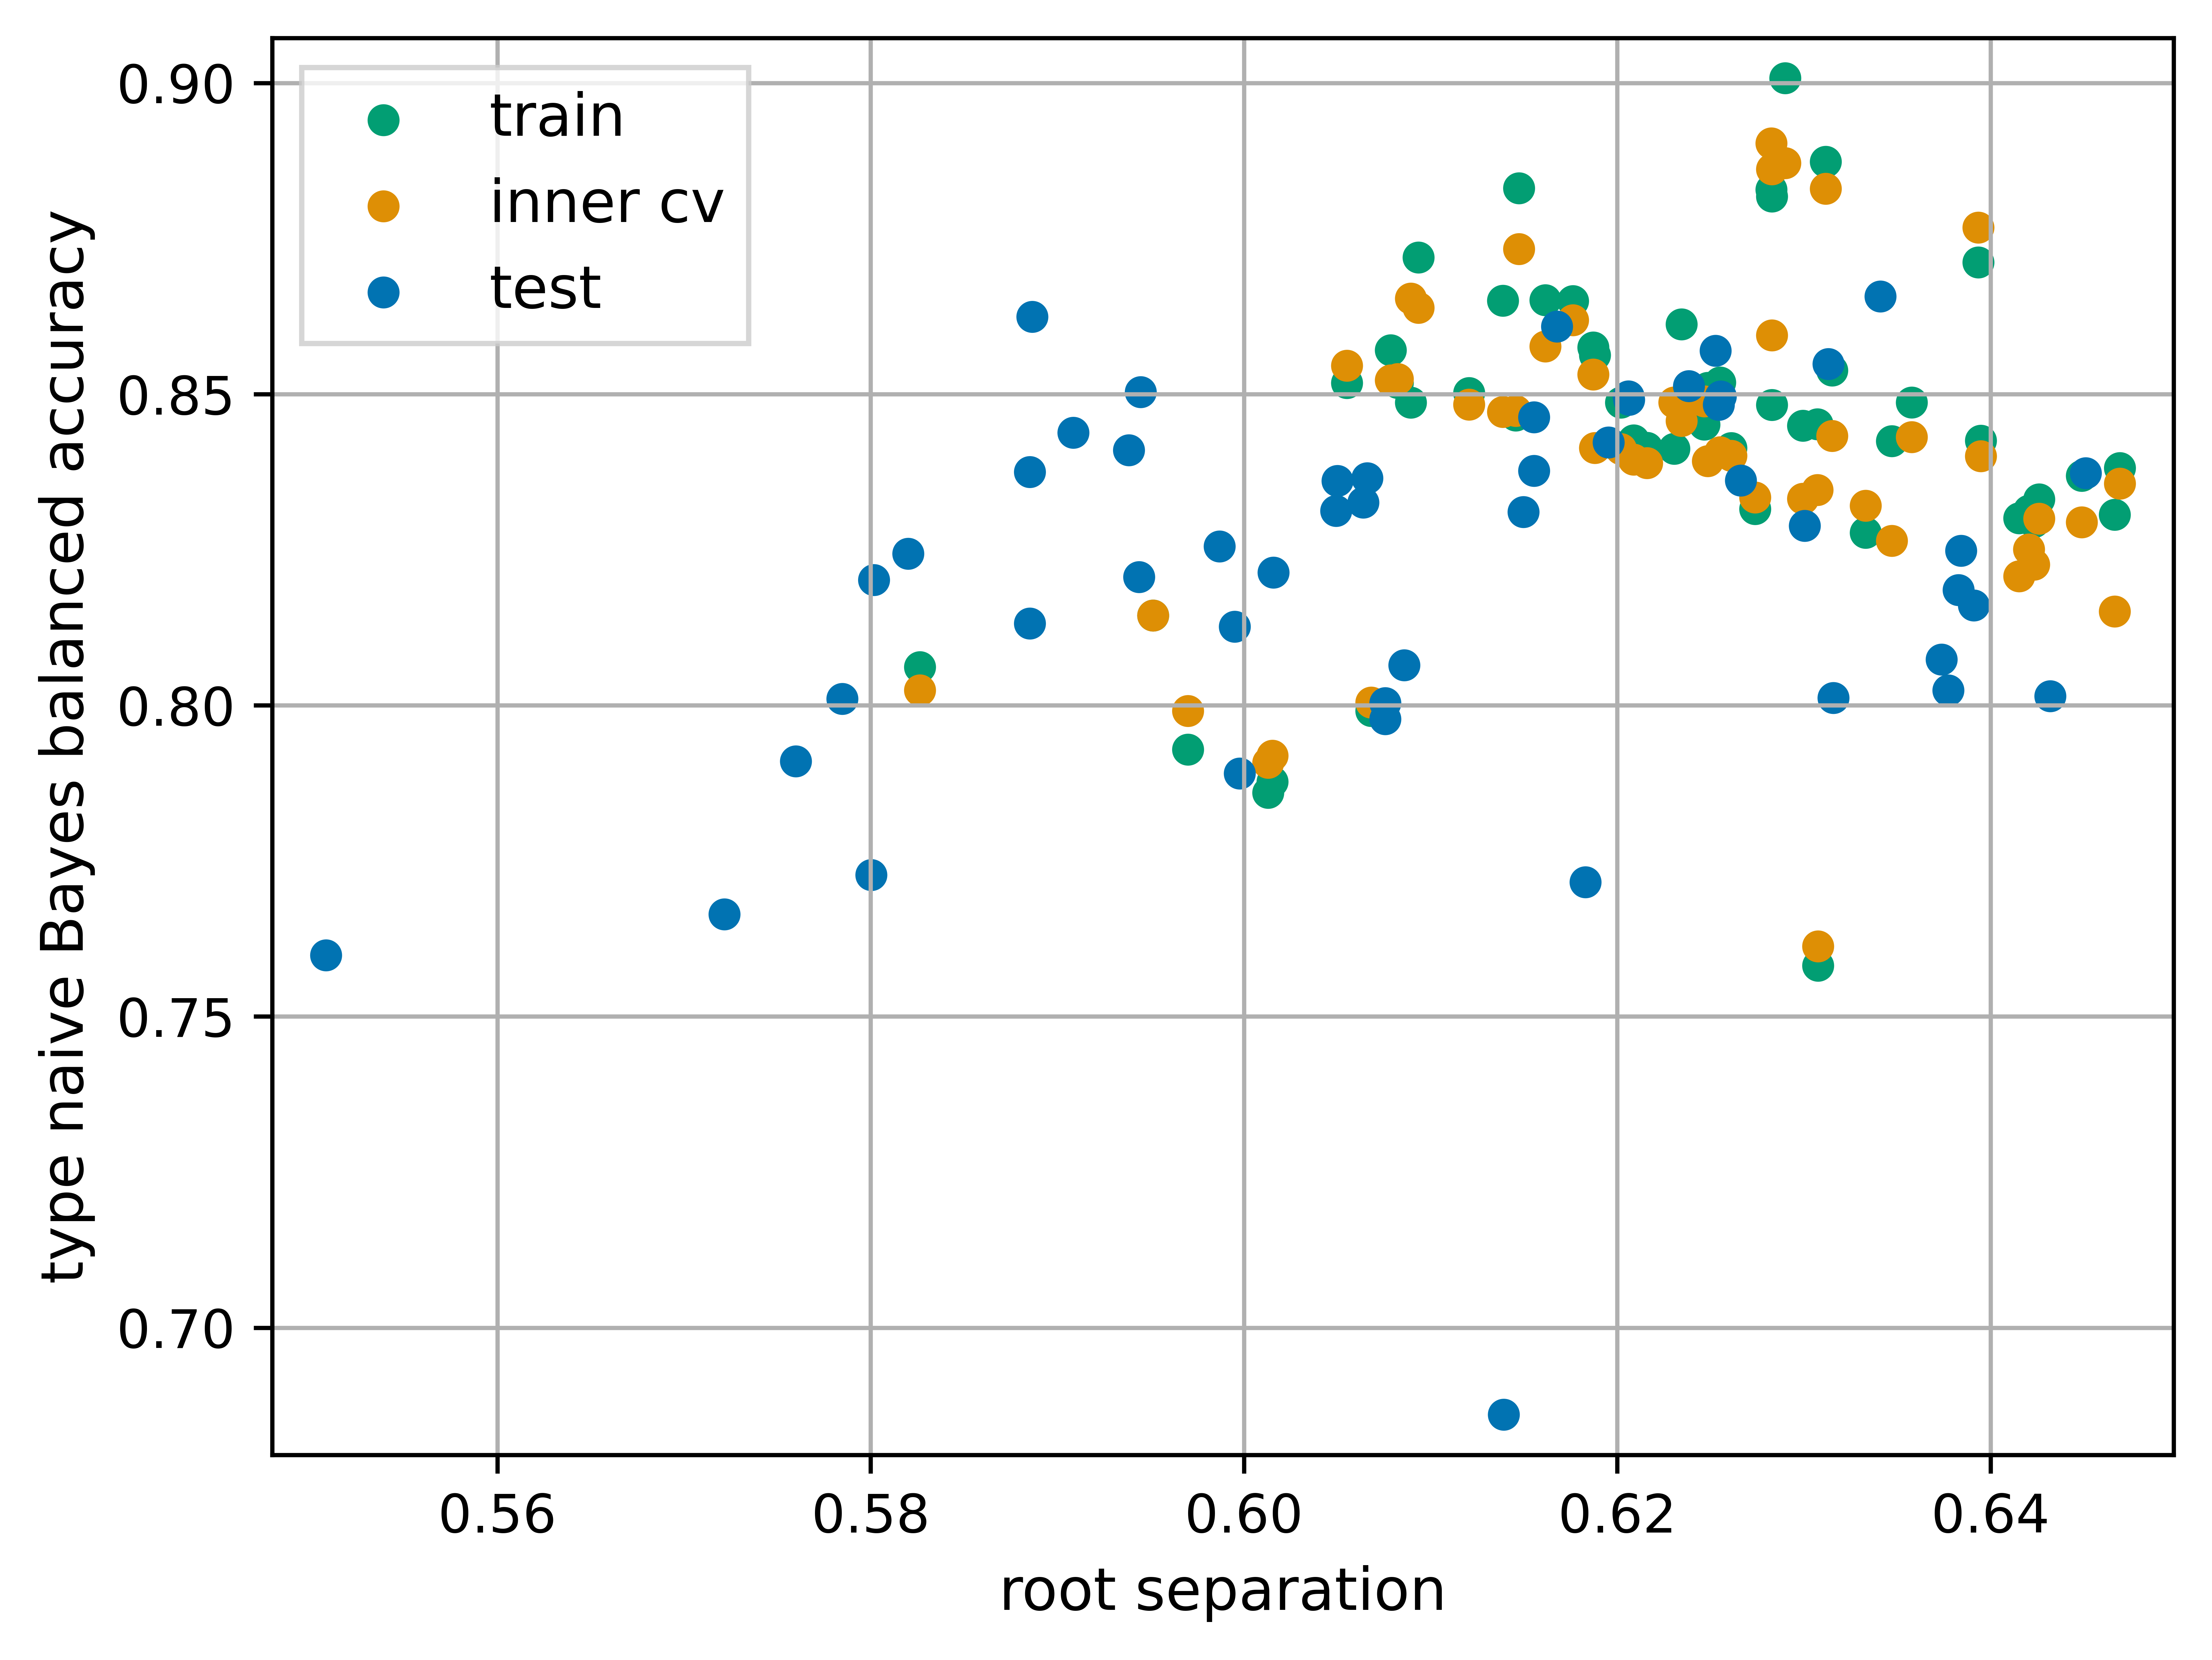 train
inner cv
test
type naive Bayes balanced accuracy
0.90
0.85
0.80
0.75
0.70
0.56
0.58
0.60
0.62
0.64
root separation